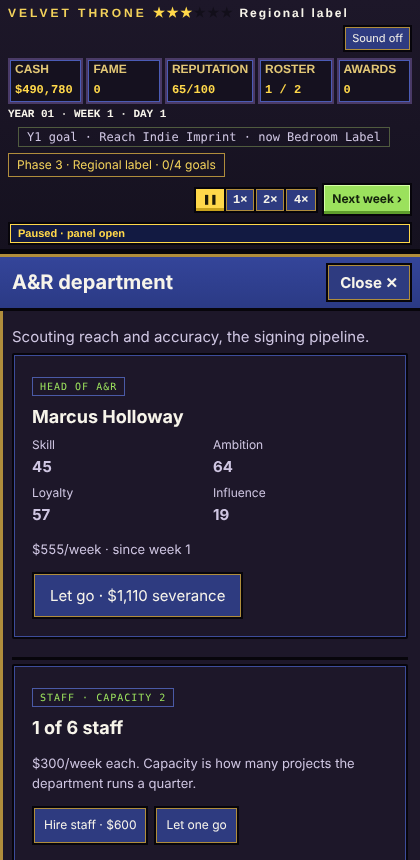 VELVET THRONE ★★★★★★ Regional label
Sound off
CASH
$490,780
FAME
0
REPUTATION
65/100
ROSTER
1 / 2
AWARDS
0
YEAR 01 · WEEK 1 · DAY 1
Y1 goal · Reach Indie Imprint · now Bedroom Label
Phase 3 · Regional label · 0/4 goals
1× 2× 4× Next week ›
Paused · panel open
A&R department
Close ✕
Scouting reach and accuracy, the signing pipeline.
HEAD OF A&R
Marcus Holloway
Skill
45
Ambition
64
Loyalty
57
Influence
19
$555/week · since week 1
Let go · $1,110 severance
STAFF · CAPACITY 2
1 of 6 staff
$300/week each. Capacity is how many projects the
department runs a quarter.
Hire staff · $600
Let one go